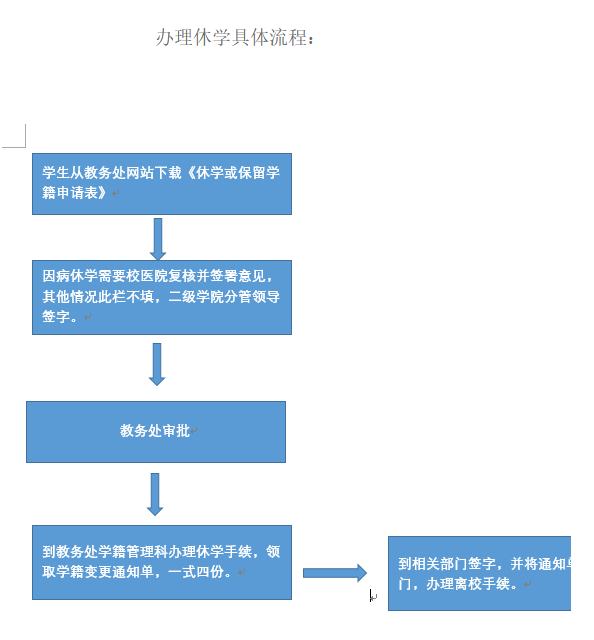 办理休学具体流程：
学生从教务处网站下载《休学或保留学
籍申请表》
因病休学需要校医院复核并签署意见，
其他情况此栏不填，二级学院分管领导
签字。
教务处审批
到教务处学籍管理科办理休学手续，领
取学籍变更通知单，一式四份。
到相关部门签字，并将通知
门，办理离校手续。